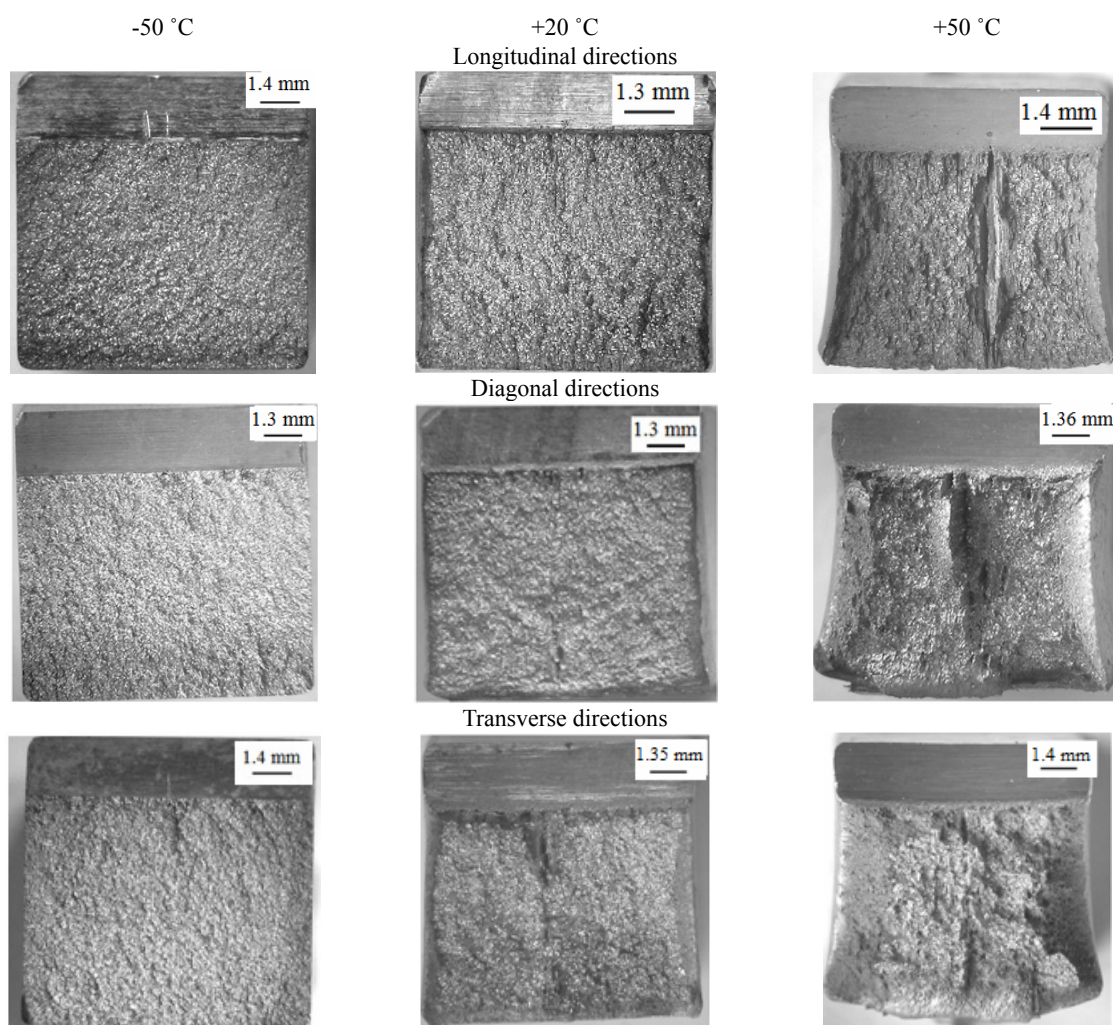 -50 ˚C
+20 ˚C
+50 ˚C
Longitudinal directions
1.4 mm
1.3 mm
1.4 mm
Diagonal directions
1.3 mm
1.3 mm
1.36 mm
Transverse directions
1.4 mm
1.35 mm
1.4 mm